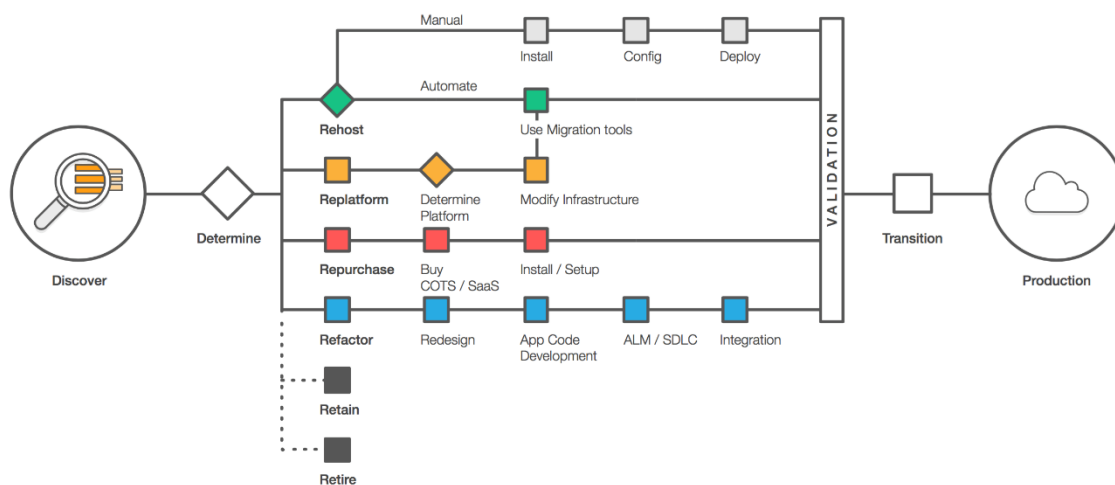 Manual
Install
Config
Deploy
Automate
Rehost
Use Migration tools
Discover
Determine
Replatform
Determine
Platform
Modify Infrastructure
Repurchase
Buy
COTS / SaaS
Install / Setup
Refactor
Redesign
App Code
Development
ALM / SDLC
Integration
Retain
Retire
VALIDATION
Transition
Production